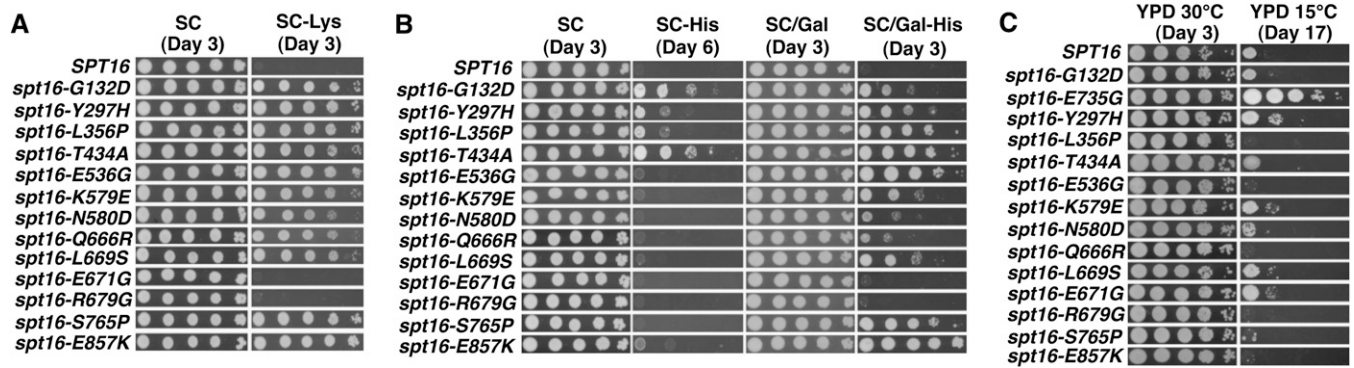 A
SC
(Day 3)
SC-Lys
(Day 3)
SPT16
spt16-G132D
spt16-Y297H
spt16-L356P
spt16-T434A
spt16-E536G
spt16-K579E
spt16-N580D
spt16-Q666R
spt16-L669S
spt16-E671G
spt16-R679G
spt16-S765P
spt16-E857K
B
SC
(Day 3)
SC-His
(Day 6)
SC/Gal
(Day 3)
SC/Gal-His
(Day 3)
SPT16
spt16-G132D
spt16-Y297H
spt16-L356P
spt16-T434A
spt16-E536G
spt16-K579E
spt16-N580D
spt16-Q666R
spt16-L669S
spt16-E671G
spt16-R679G
spt16-S765P
spt16-E857K
C
YPD 30°C
(Day 3)
YPD 15°C
(Day 17)
SPT16
spt16-G132D
spt16-E735G
spt16-Y297H
spt16-L356P
spt16-T434A
spt16-E536G
spt16-K579E
spt16-N580D
spt16-Q666R
spt16-L669S
spt16-E671G
spt16-R679G
spt16-S765P
spt16-E857K